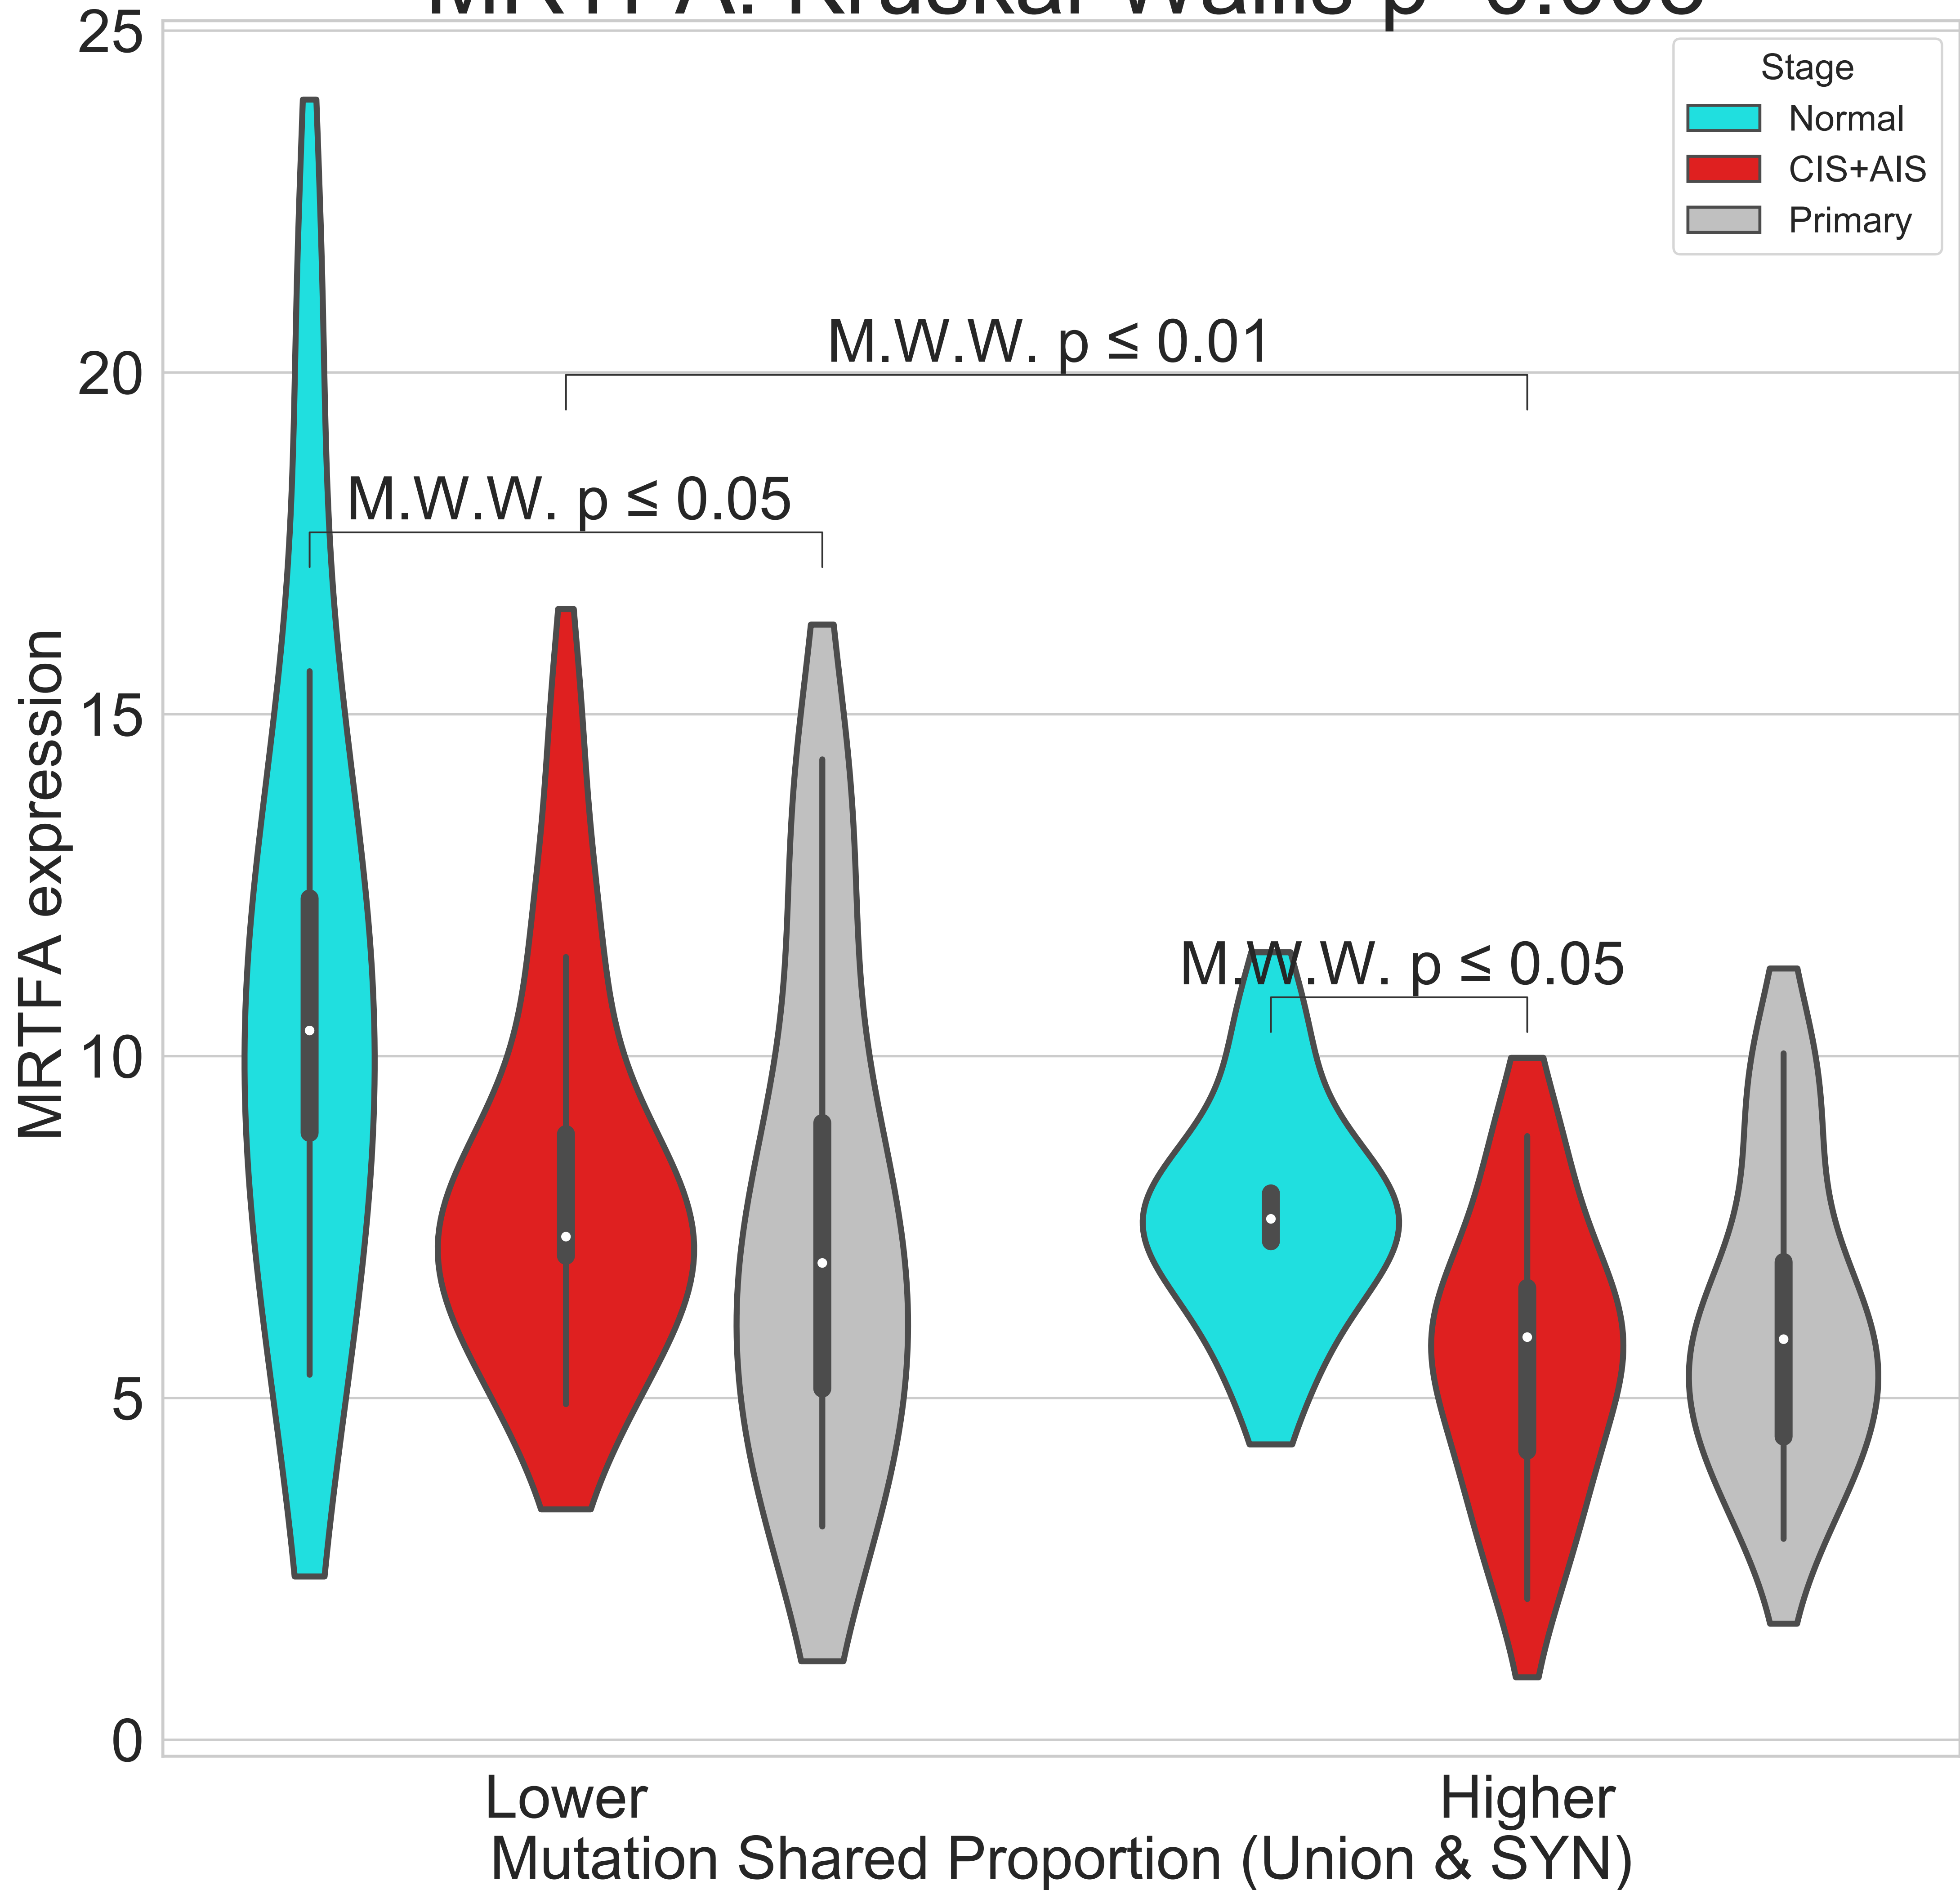 25
Stage
Normal
CIS+AIS
Primary
M.W.W. p ≤ 0.01
20
M.W.W. p ≤ 0.05
15
MRTFA expression
M.W.W. p ≤ 0.05
10
5
0
Lower
Higher
Mutation Shared Proportion (Union & SYN)